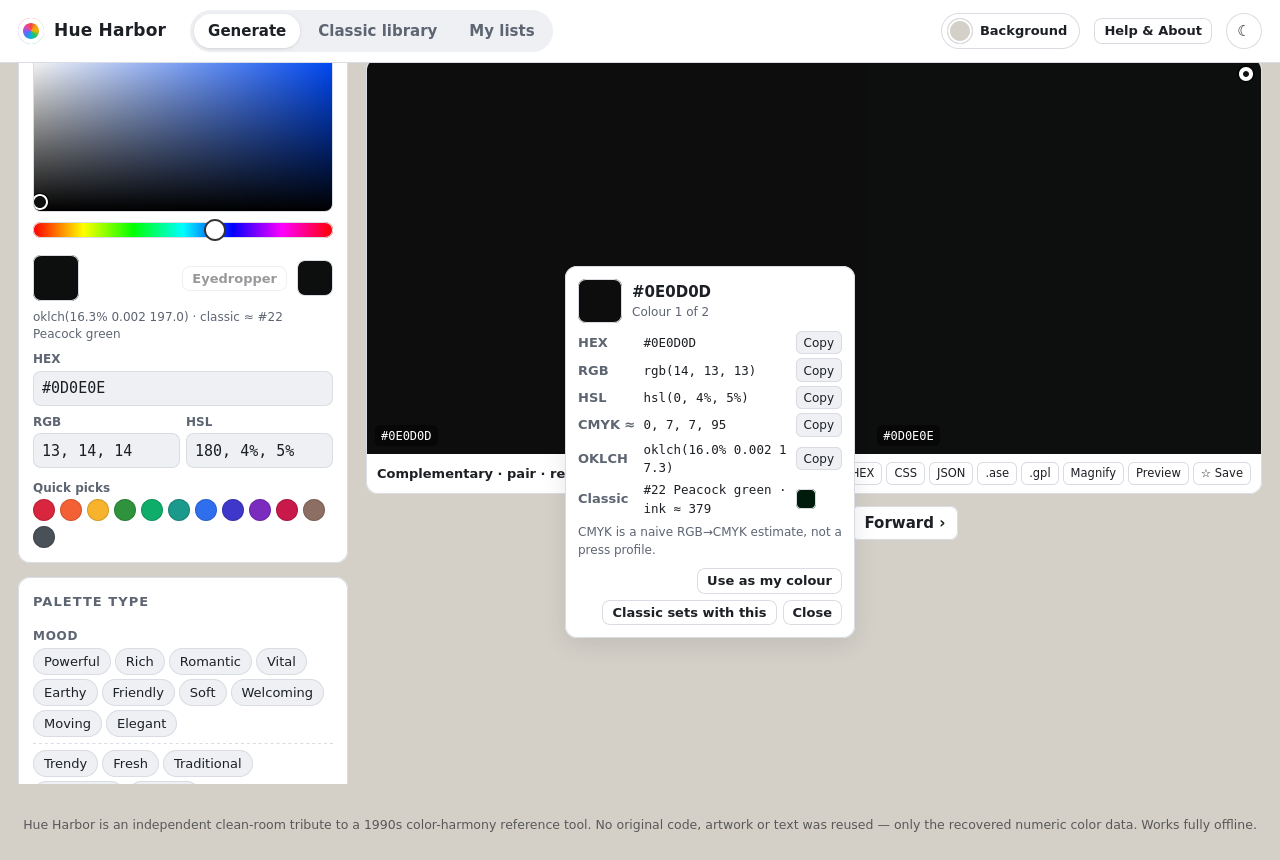 Hue Harbor
Generate
Classic library
My lists
Background
Help & About
Eyedropper
oklch(16.3% 0.002 197.0) · classic ≈ #22
Peacock green
HEX
#0D0E0E
RGB
HSL
13, 14, 14
180, 4%, 5%
Quick picks
PALETTE TYPE
MOOD
Powerful
Rich
Romantic
Vital
Earthy
Friendly
Soft
Welcoming
Moving
Elegant
Trendy
Fresh
Traditional
#0E0D0D
#0D0E0E
Complementary · pair · re
HEX
CSS
JSON
.ase
.gpl
Magnify
Preview
☆ Save
Forward ›
#0E0D0D
Colour 1 of 2
HEX #0E0D0D Copy
RGB rgb(14, 13, 13) Copy
HSL hsl(0, 4%, 5%) Copy
CMYK ≈ 0, 7, 7, 95 Copy
OKLCH oklch(16.0% 0.002 1
7.3) Copy
Classic #22 Peacock green ·
ink ≈ 379
CMYK is a naive RGB→CMYK estimate, not a
press profile.
Use as my colour
Classic sets with this
Close
Hue Harbor is an independent clean-room tribute to a 1990s color-harmony reference tool. No original code, artwork or text was reused — only the recovered numeric color data. Works fully offline.